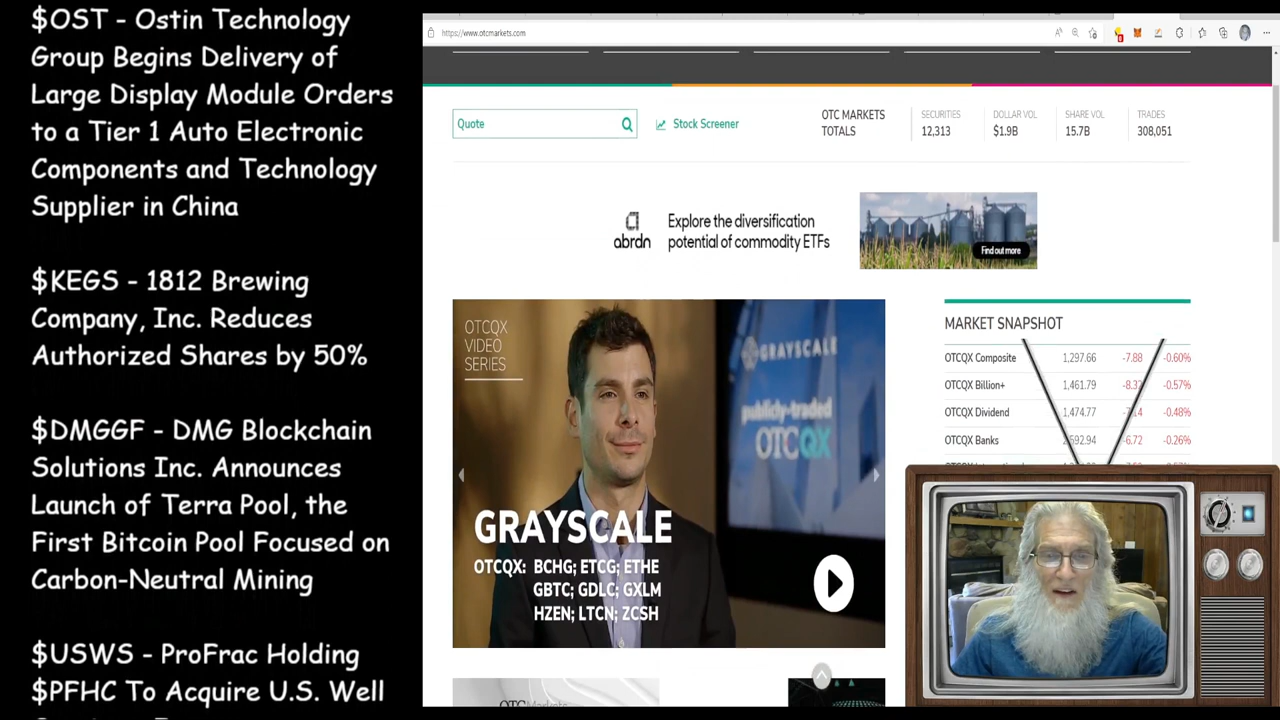 $OST - Ostin Technology
Group Begins Delivery of
Large Display Module Orders
to a Tier 1 Auto Electronic
Components and Technology
Supplier in China
$KEGS - 1812 Brewing
Company, Inc. Reduces
Authorized Shares by 50%
$DMGGF - DMG Blockchain
Solutions Inc. Announces
Launch of Terra Pool, the
First Bitcoin Pool Focused on
Carbon-Neutral Mining
$USWS - ProFrac Holding
$PFHC To Acquire U.S. Well
https://www.otcmarkets.com
Quote
Stock Screener
OTC MARKETS
TOTALS
SECURITIES
12,313
DOLLAR VOL
$1.9B
SHARE VOL
15.7B
TRADES
308,051
abrdn
Explore the diversification
potential of commodity ETFs
Find out more
OTCQX
VIDEO
SERIES
GRAYSCALE
publicly-traded
OTCQX
GRAYSCALE
OTCQX: BCHG; ETCG; ETHE
GBTC; GDLC; GXLM
HZEN; LTCN; ZCSH
MARKET SNAPSHOT
OTCQX Composite 1,297.66 -7.88 -0.60%
OTCQX Billion+ 1,461.79 -8.32 -0.57%
OTCQX Dividend 1,474.77 -0.48%
OTCQX Banks -6.72 -0.26%